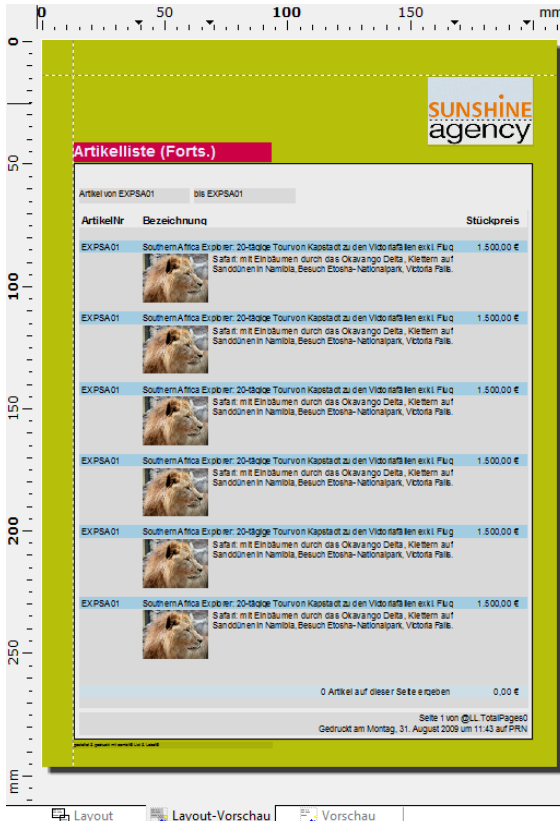 0 50 100 150 mm
0
50
100
150
200
250
mm
SUNSHINE
agency
Artikelliste (Forts.)
Artikel von EXPSA01 bis EXPSA01
ArtikelNr Bezeichnung Stückpreis
EXPSA01 Southern Africa Explorer: 20-tägige Tour von Kapstadt zu den Victoriafällen exkl. Flug 1.500,00 €
Safari: mit Einbäumen durch das Okavango Delta, Klettern auf
Sanddünen in Namibia, Besuch Etosha-Nationalpark, Victoria Falls.
EXPSA01 Southern Africa Explorer: 20-tägige Tour von Kapstadt zu den Victoriafällen exkl. Flug 1.500,00 €
Safari: mit Einbäumen durch das Okavango Delta, Klettern auf
Sanddünen in Namibia, Besuch Etosha-Nationalpark, Victoria Falls.
EXPSA01 Southern Africa Explorer: 20-tägige Tour von Kapstadt zu den Victoriafällen exkl. Flug 1.500,00 €
Safari: mit Einbäumen durch das Okavango Delta, Klettern auf
Sanddünen in Namibia, Besuch Etosha-Nationalpark, Victoria Falls.
EXPSA01 Southern Africa Explorer: 20-tägige Tour von Kapstadt zu den Victoriafällen exkl. Flug 1.500,00 €
Safari: mit Einbäumen durch das Okavango Delta, Klettern auf
Sanddünen in Namibia, Besuch Etosha-Nationalpark, Victoria Falls.
EXPSA01 Southern Africa Explorer: 20-tägige Tour von Kapstadt zu den Victoriafällen exkl. Flug 1.500,00 €
Safari: mit Einbäumen durch das Okavango Delta, Klettern auf
Sanddünen in Namibia, Besuch Etosha-Nationalpark, Victoria Falls.
EXPSA01 Southern Africa Explorer: 20-tägige Tour von Kapstadt zu den Victoriafällen exkl. Flug 1.500,00 €
Safari: mit Einbäumen durch das Okavango Delta, Klettern auf
Sanddünen in Namibia, Besuch Etosha-Nationalpark, Victoria Falls.
0 Artikel auf dieser Seite ergeben 0,00 €
Seite 1 von @LL.TotalPages0
Gedruckt am Montag, 31. August 2009 um 11:43 auf PRN
Layout Layout-Vorschau Vorschau